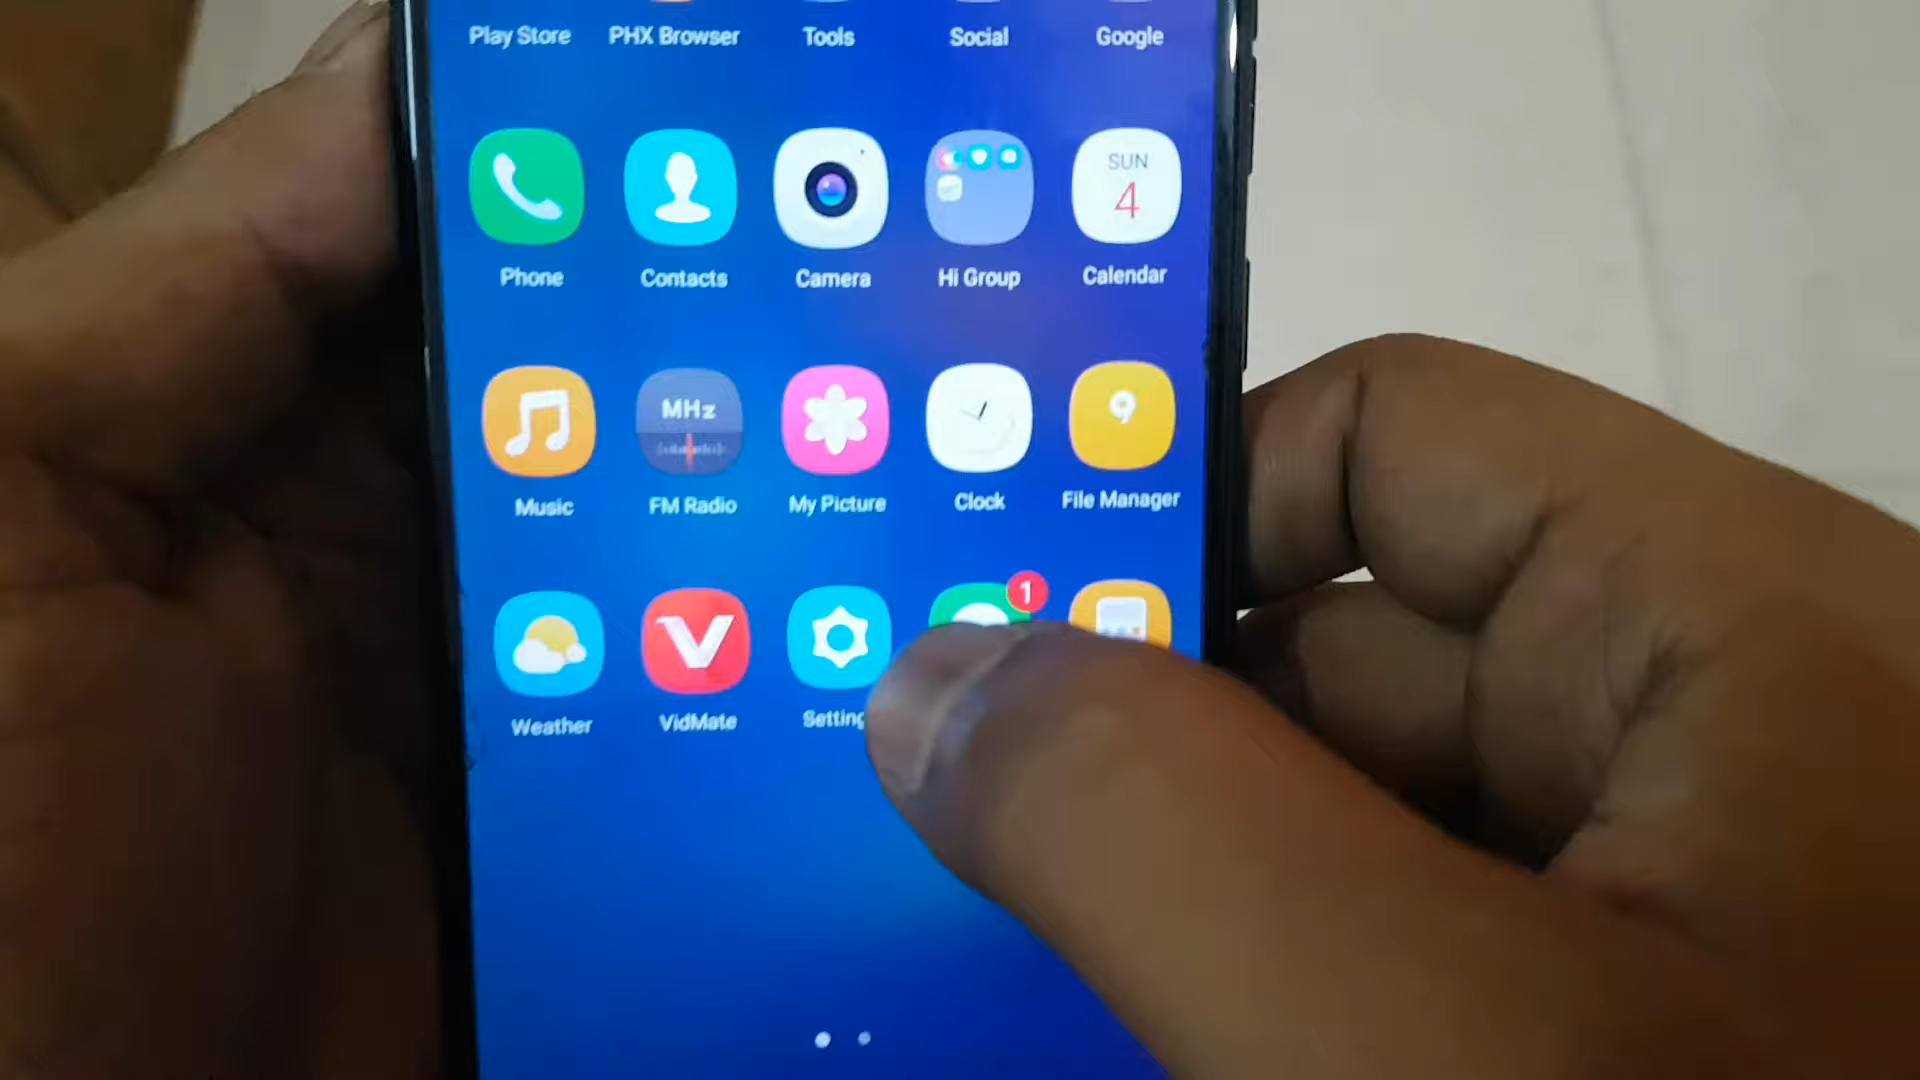 Play Store PHX Browser Tools Social Google
SUN
4
Phone Contacts Camera Hi Group Calendar
MHz
Music FM Radio My Picture Clock File Manager
1
Weather VidMate Setting